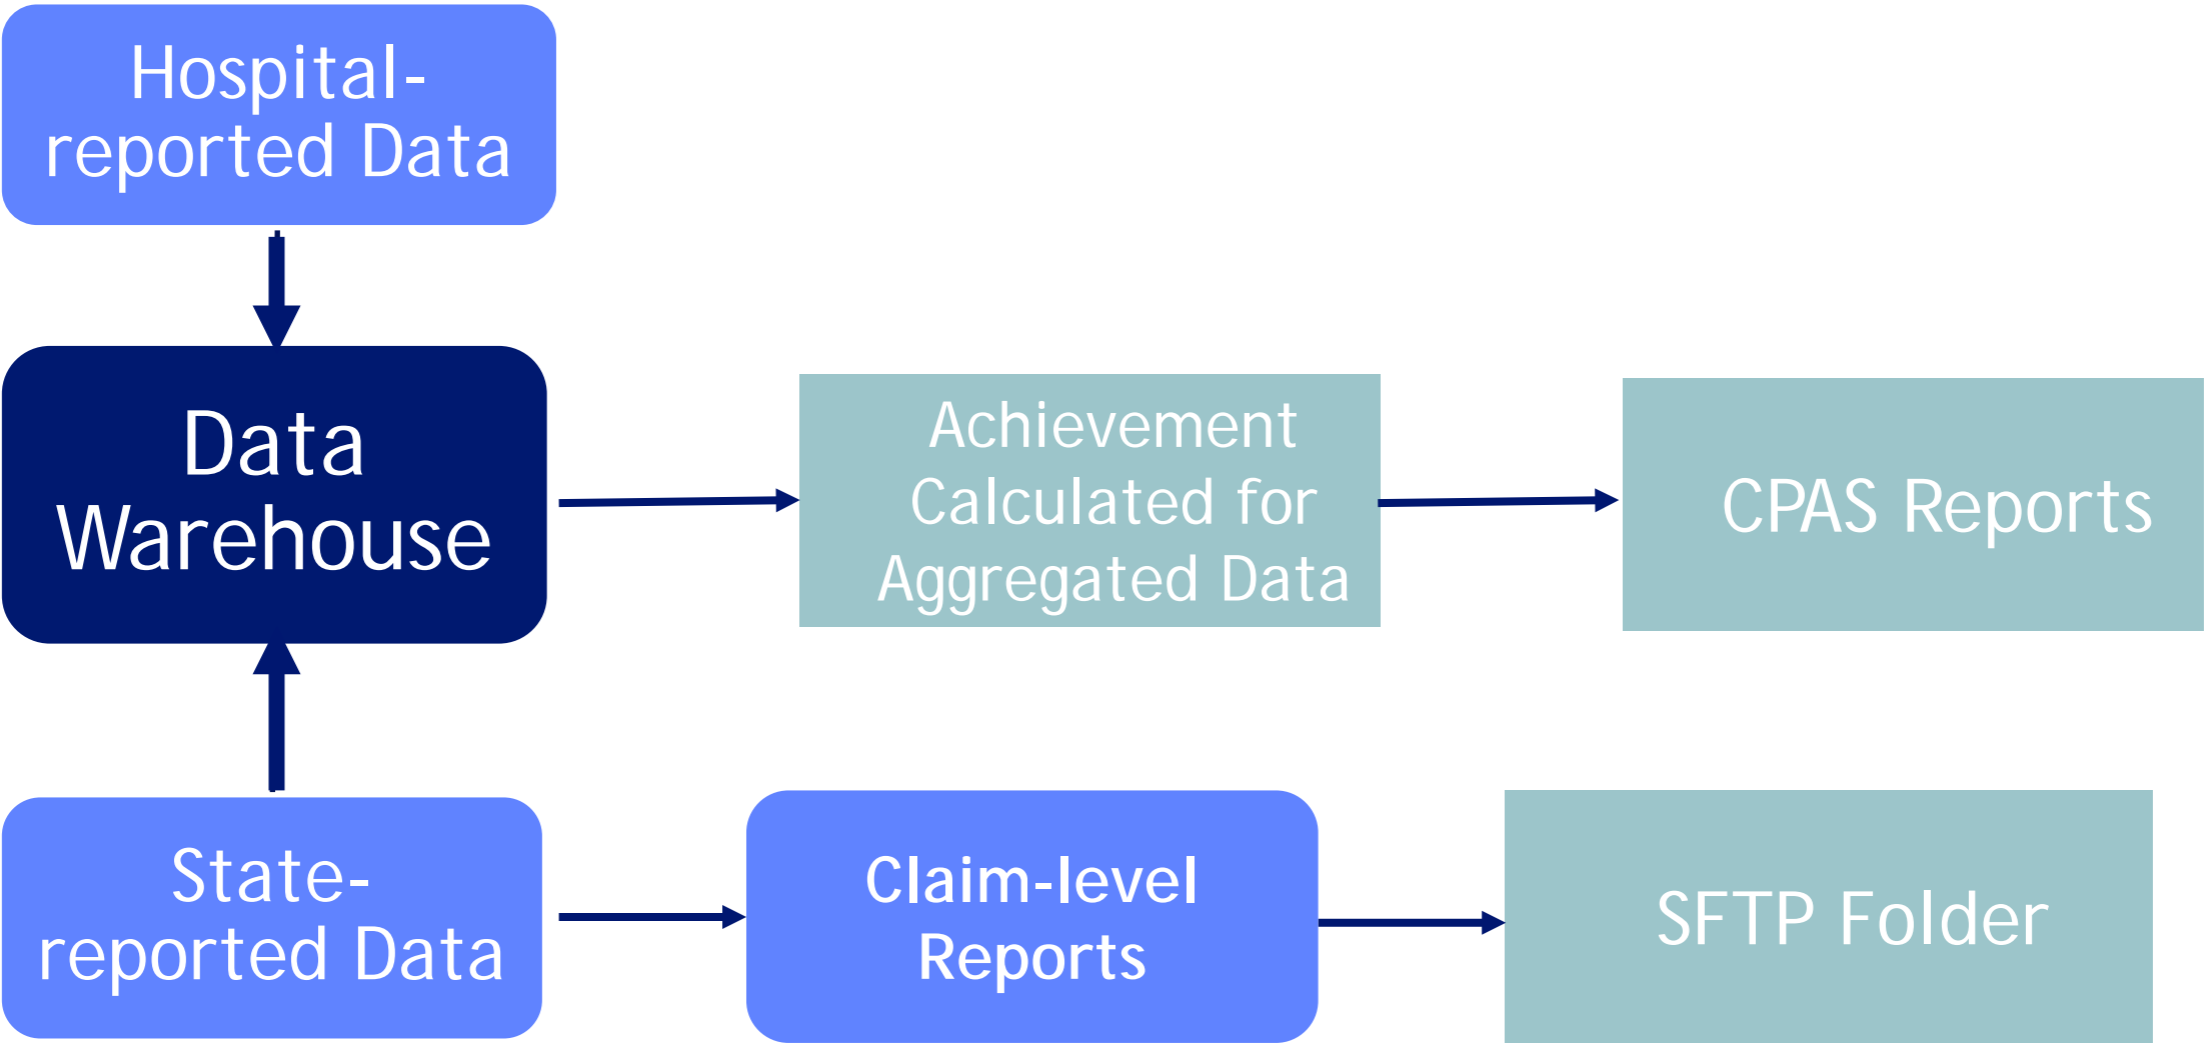 Hospital-
reported Data
Data
Warehouse
Achievement
Calculated for
Aggregated Data
CPAS Reports
State-
reported Data
Claim-level
Reports
SFTP Folder